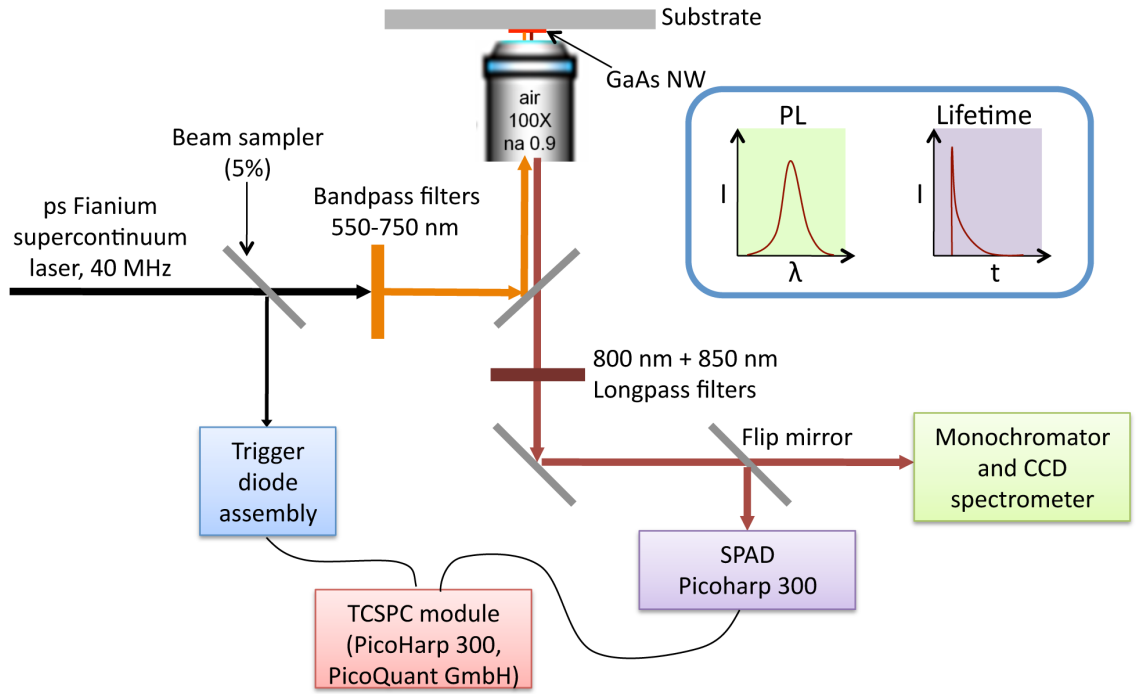 Substrate
GaAs NW
air
100X
na 0.9
Beam sampler
(5%)
ps Fianium
supercontinuum
laser, 40 MHz
Bandpass filters
550-750 nm
PL
I
λ
Lifetime
I
t
800 nm + 850 nm
Longpass filters
Flip mirror
Monochromator
and CCD
spectrometer
Trigger
diode
assembly
SPAD
Picoharp 300
TCSPC module
(PicoHarp 300,
PicoQuant GmbH)